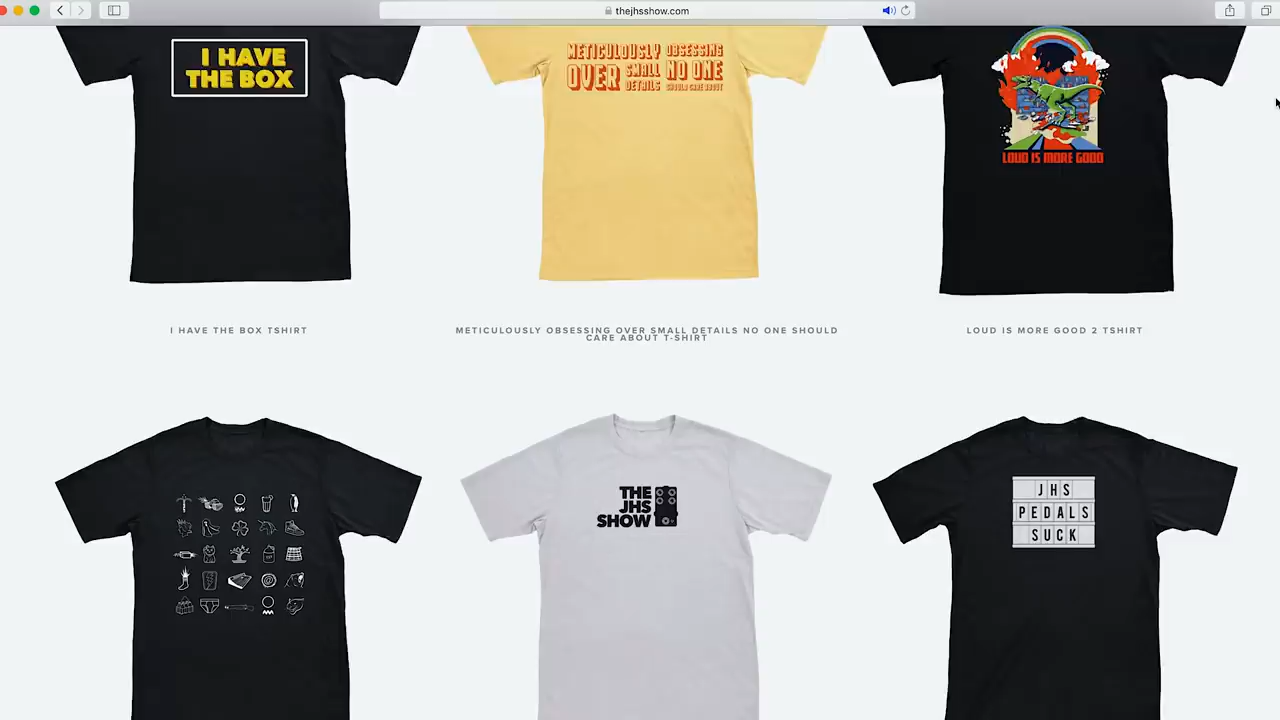 thejhsshow.com
I HAVE
THE BOX
METICULOUSLY OBSESSING
OVER SMALL DETAILS NO ONE
SHOULD CARE ABOUT
LOUD IS MORE GOOD
I HAVE THE BOX TSHIRT
METICULOUSLY OBSESSING OVER SMALL DETAILS NO ONE SHOULD
CARE ABOUT T-SHIRT
LOUD IS MORE GOOD 2 TSHIRT
THE
JHS
SHOW
JHS
PEDALS
SUCK